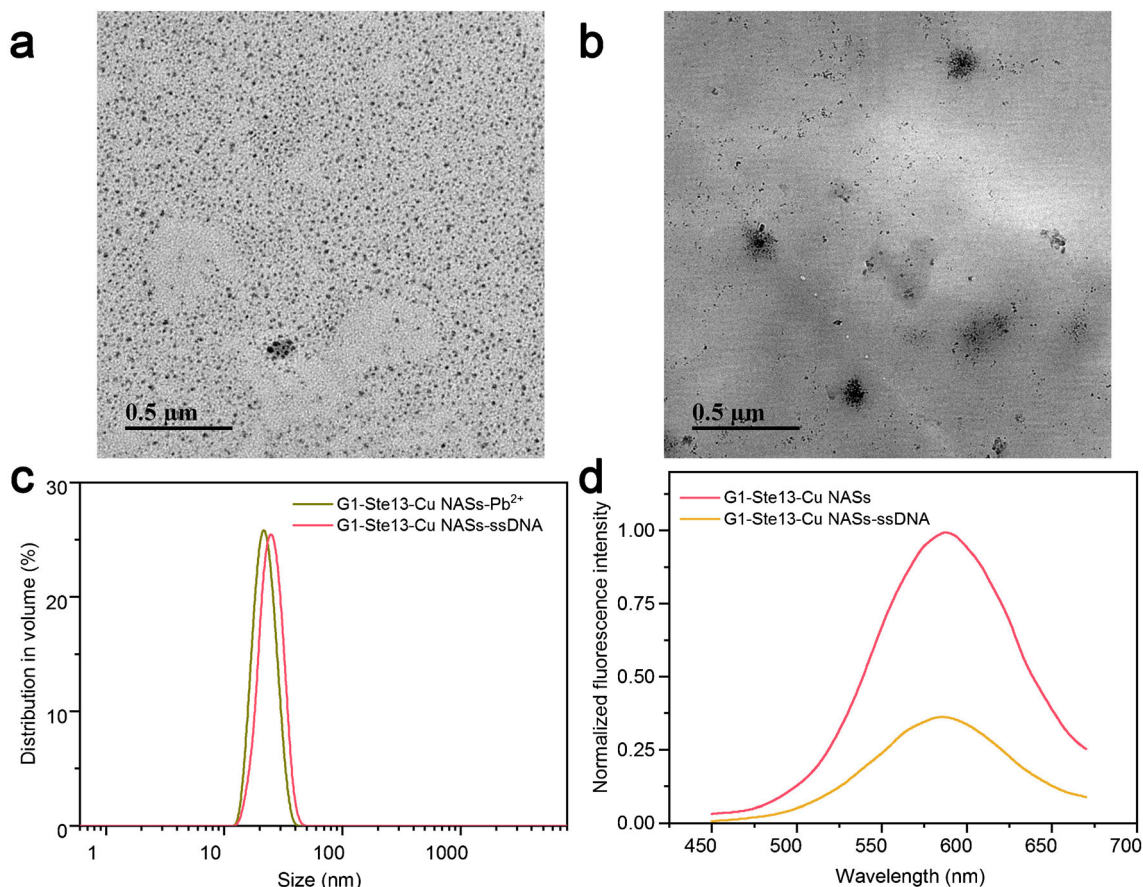 a
b
0.5 μm
0.5 μm
c
d
30
20
10
0
Distribution in volume (%)
G1-Ste13-Cu NASs-Pb²⁺
G1-Ste13-Cu NASs-ssDNA
1 10 100 1000
Size (nm)
Normalized fluorescence intensity
G1-Ste13-Cu NASs
G1-Ste13-Cu NASs-ssDNA
1.00
0.75
0.50
0.25
0.00
450 500 550 600 650 700
Wavelength (nm)